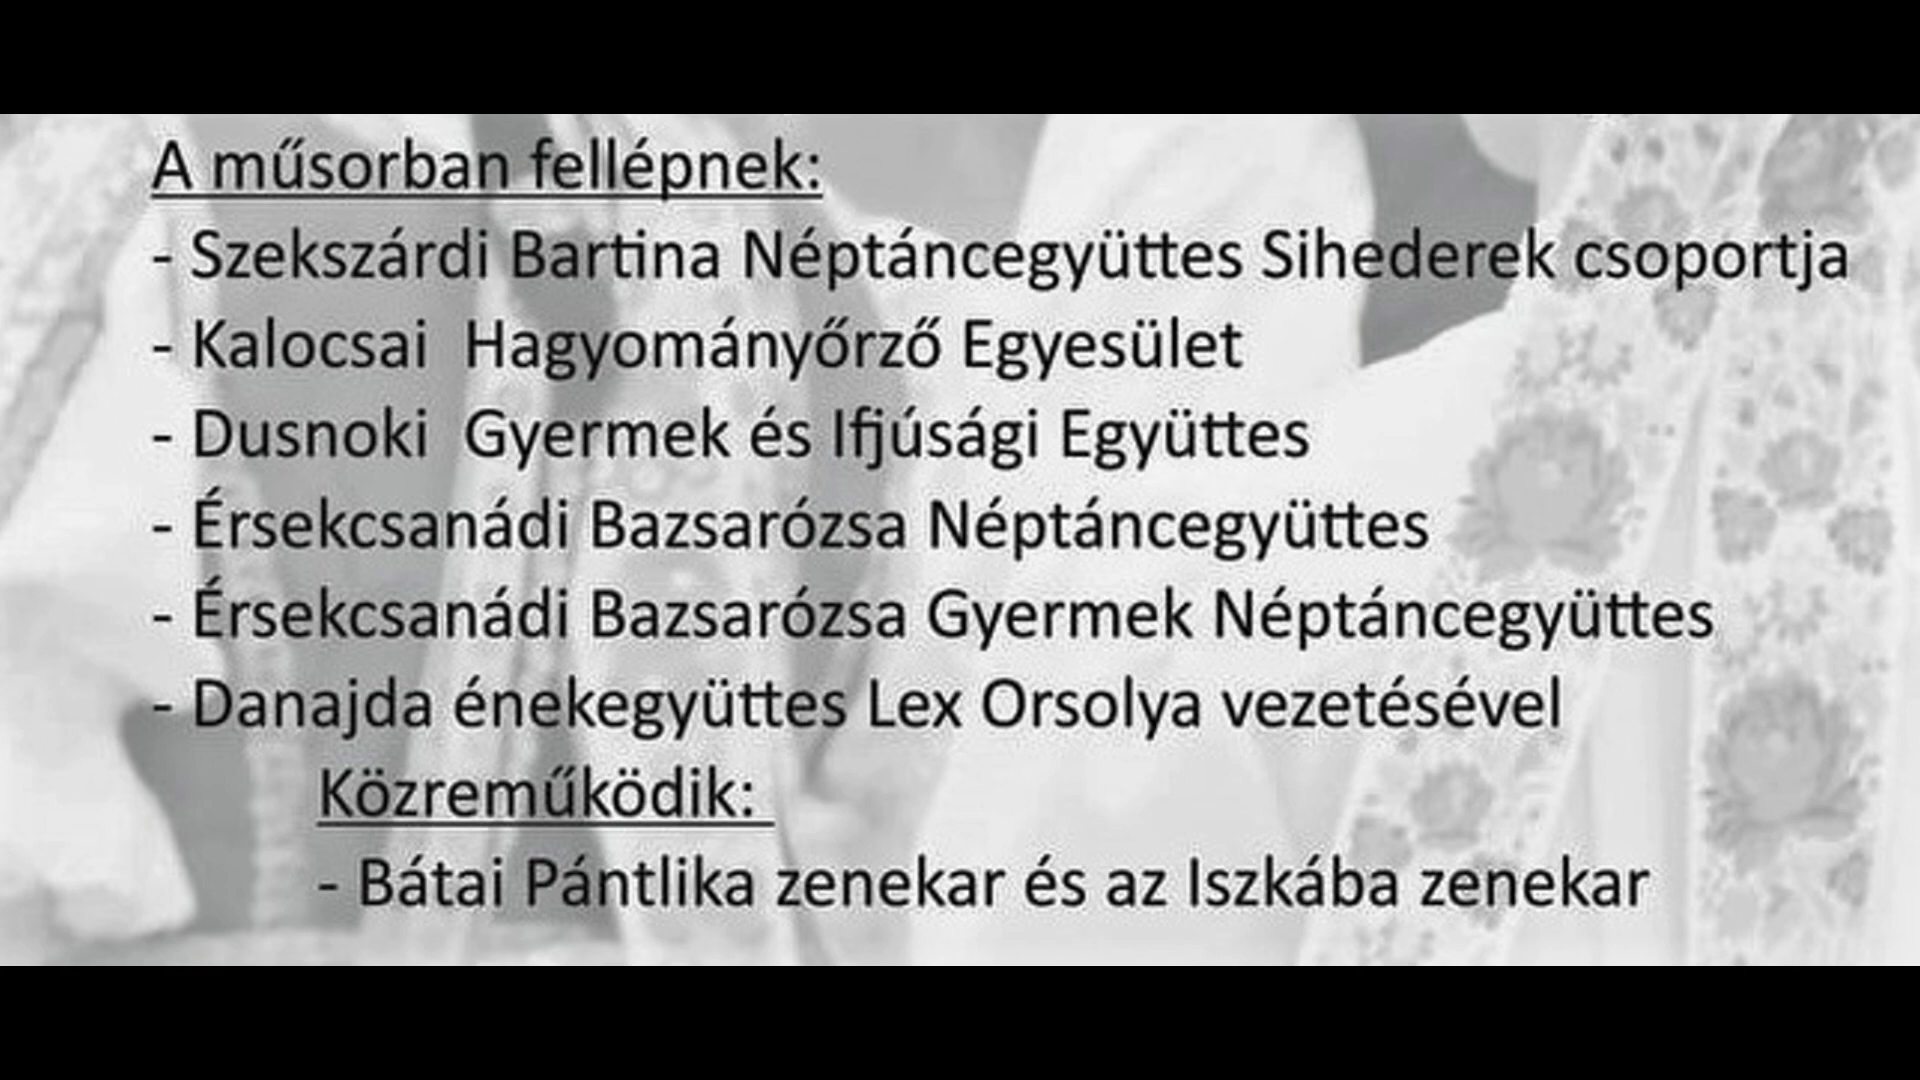 A műsorban fellépnek:
- Szekszárdi Bartina Néptáncegyüttes Sihederek csoportja
- Kalocsai  Hagyományőrző Egyesület
- Dusnoki  Gyermek és Ifjúsági Együttes
- Érsekcsanádi Bazsarózsa Néptáncegyüttes
- Érsekcsanádi Bazsarózsa Gyermek Néptáncegyüttes
- Danajda énekegyüttes Lex Orsolya vezetésével
Közreműködik:
- Bátai Pántlika zenekar és az Iszkába zenekar